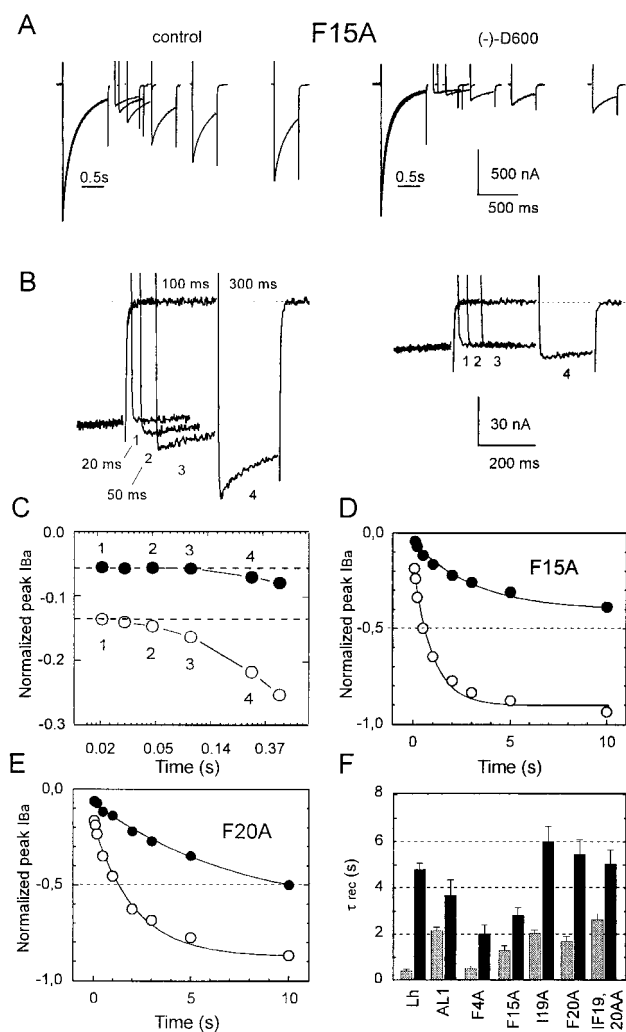 A
control
F15A
(-)-D600
0.5s
0.5s
500 nA
500 ms
B
100 ms
300 ms
1
20 ms
2
50 ms
3
4
1 2 3
4
30 nA
200 ms
C
0.0
-0.1
-0.2
-0.3
Normalized peak IBa
1
2
3
4
1
2
3
4
0.02
0.05
0.14
0.37
Time (s)
D
0,0
-0,5
-1,0
Normalized peak IBa
F15A
0
5
10
Time (s)
E
0,0
-0,5
-1,0
Normalized peak IBa
F20A
0
5
10
Time (s)
F
8
6
4
2
0
τ rec (s)
Lh
AL1
F4A
F15A
I19A
F20A
IF19,
20AA